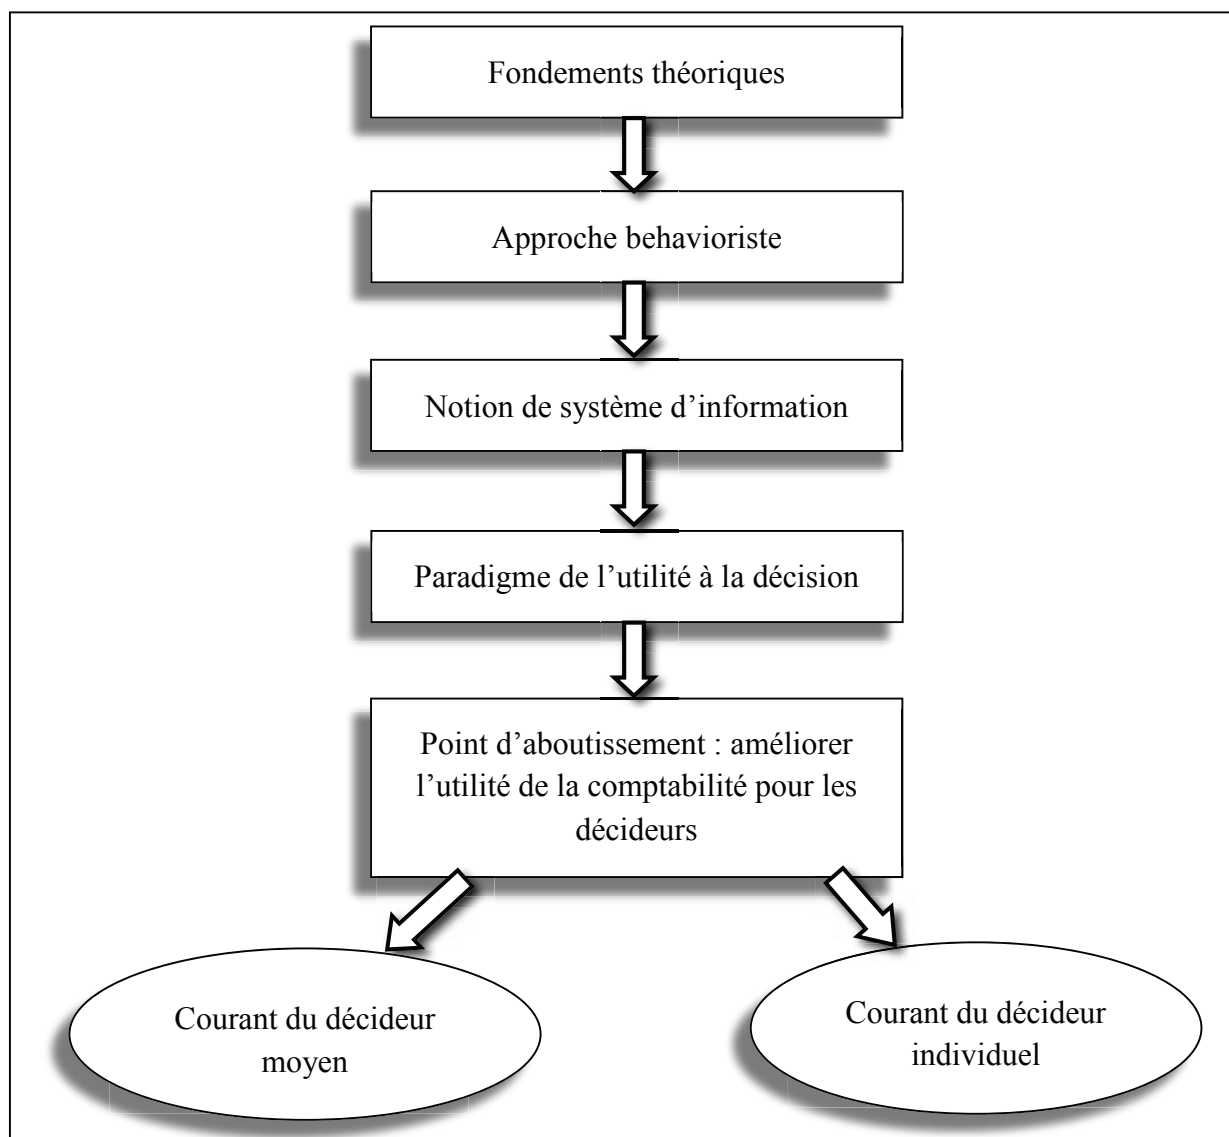 Fondements théoriques
Approche behavioriste
Notion de système d’information
Paradigme de l’utilité à la décision
Point d’aboutissement : améliorer
l’utilité de la comptabilité pour les
décideurs
Courant du décideur
moyen
Courant du décideur
individuel